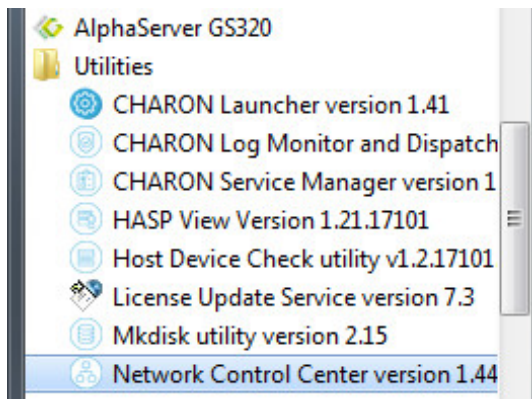 AlphaServer GS320
Utilities
CHARON Launcher version 1.41
CHARON Log Monitor and Dispatch
CHARON Service Manager version 1
HASP View Version 1.21.17101
Host Device Check utility v1.2.17101
License Update Service version 7.3
Mkdisk utility version 2.15
Network Control Center version 1.44